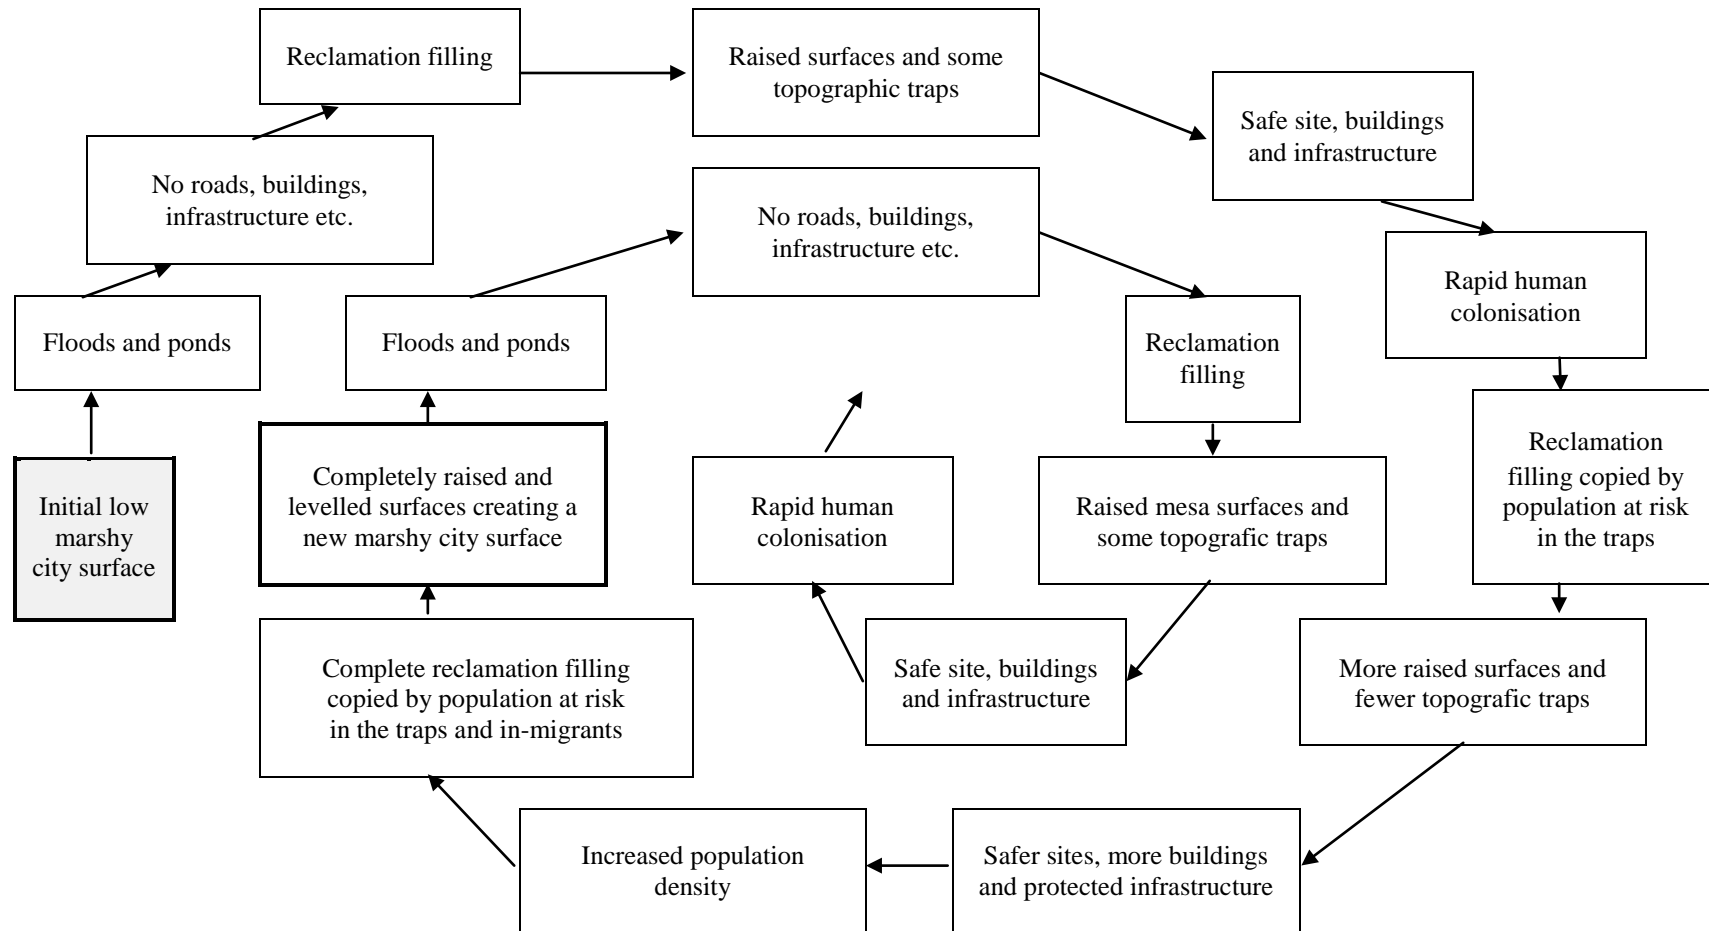 Reclamation filling
Raised surfaces and some
topographic traps
Safe site, buildings
and infrastructure
No roads, buildings,
infrastructure etc.
No roads, buildings,
infrastructure etc.
Rapid human
colonisation
Floods and ponds
Floods and ponds
Reclamation
filling
Initial low
marshy
city surface
Completely raised and
levelled surfaces creating a
new marshy city surface
Rapid human
colonisation
Raised mesa surfaces and
some topografic traps
Reclamation
filling copied by
population at risk
in the traps
Complete reclamation filling
copied by population at risk
in the traps and in-migrants
Safe site, buildings
and infrastructure
More raised surfaces and
fewer topografic traps
Increased population
density
Safer sites, more buildings
and protected infrastructure